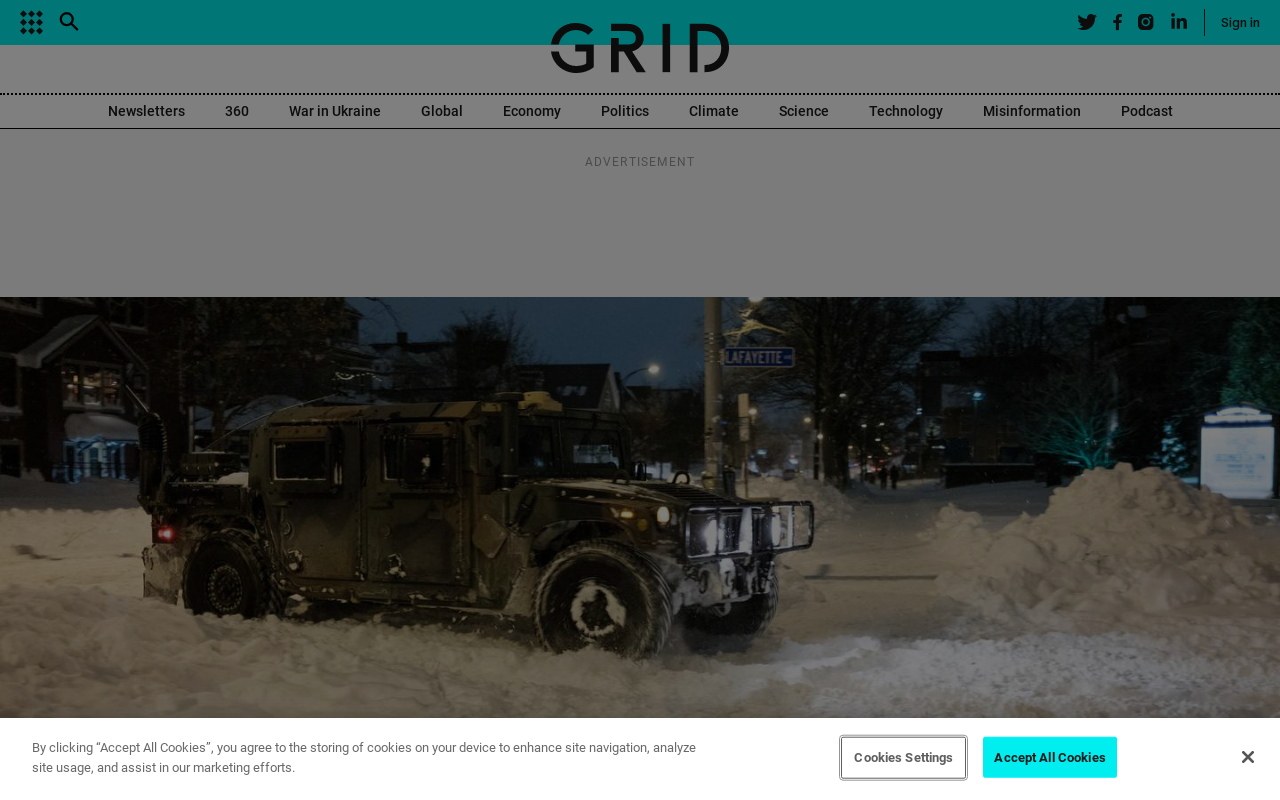 Sign in
GRID
Newsletters 360 War in Ukraine Global Economy Politics Climate Science Technology Misinformation Podcast
ADVERTISEMENT
LAFAYETTE
By clicking “Accept All Cookies”, you agree to the storing of cookies on your device to enhance site navigation, analyze
site usage, and assist in our marketing efforts.
Cookies Settings
Accept All Cookies